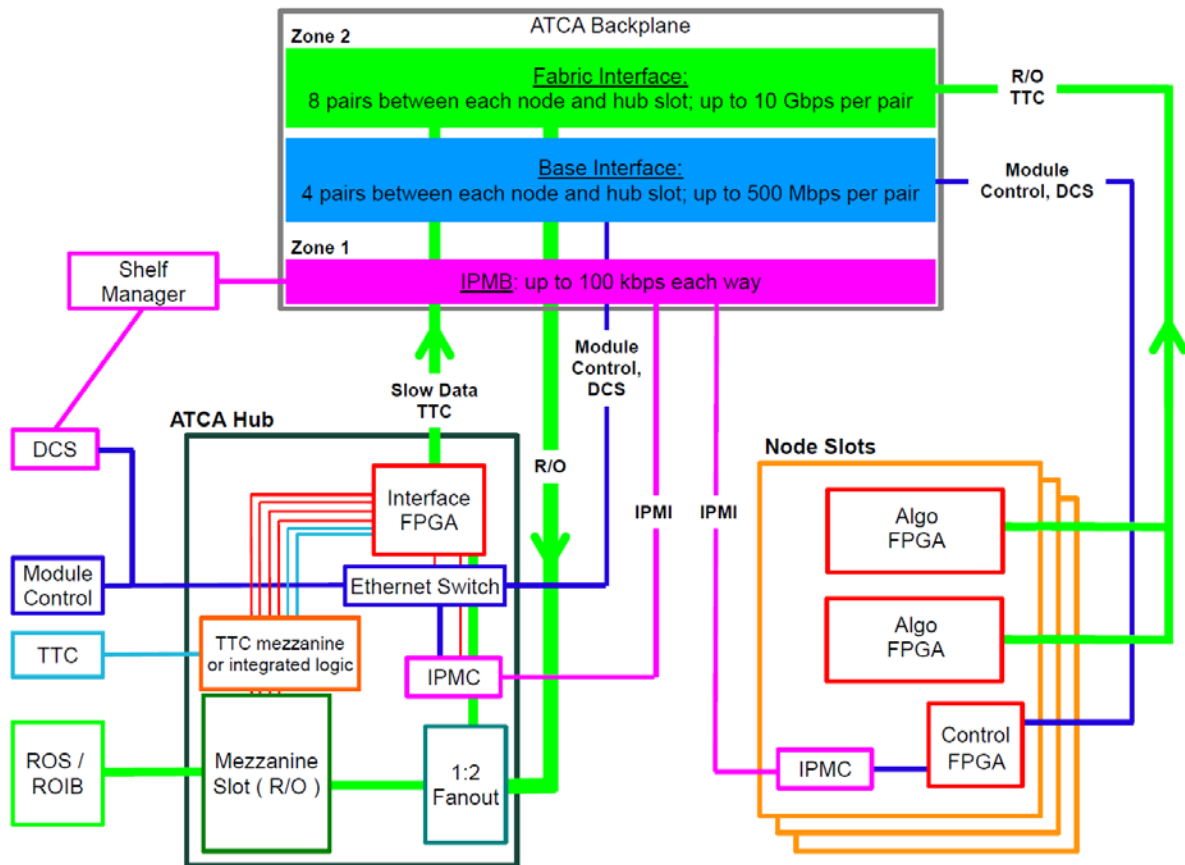 ATCA Backplane
Zone 2
Fabric Interface:
8 pairs between each node and hub slot; up to 10 Gbps per pair
R/O
TTC
Base Interface:
4 pairs between each node and hub slot; up to 500 Mbps per pair
Module
Control, DCS
Zone 1
IPMB: up to 100 kbps each way
Shelf
Manager
Module
Control,
DCS
Slow Data
TTC
ATCA Hub
DCS
R/O
IPMI
IPMI
Node Slots
Interface
FPGA
Algo
FPGA
Module
Control
Ethernet Switch
TTC
TTC mezzanine
or integrated logic
Algo
FPGA
IPMC
ROS /
ROIB
Mezzanine
Slot ( R/O )
1:2
Fanout
IPMC
Control
FPGA